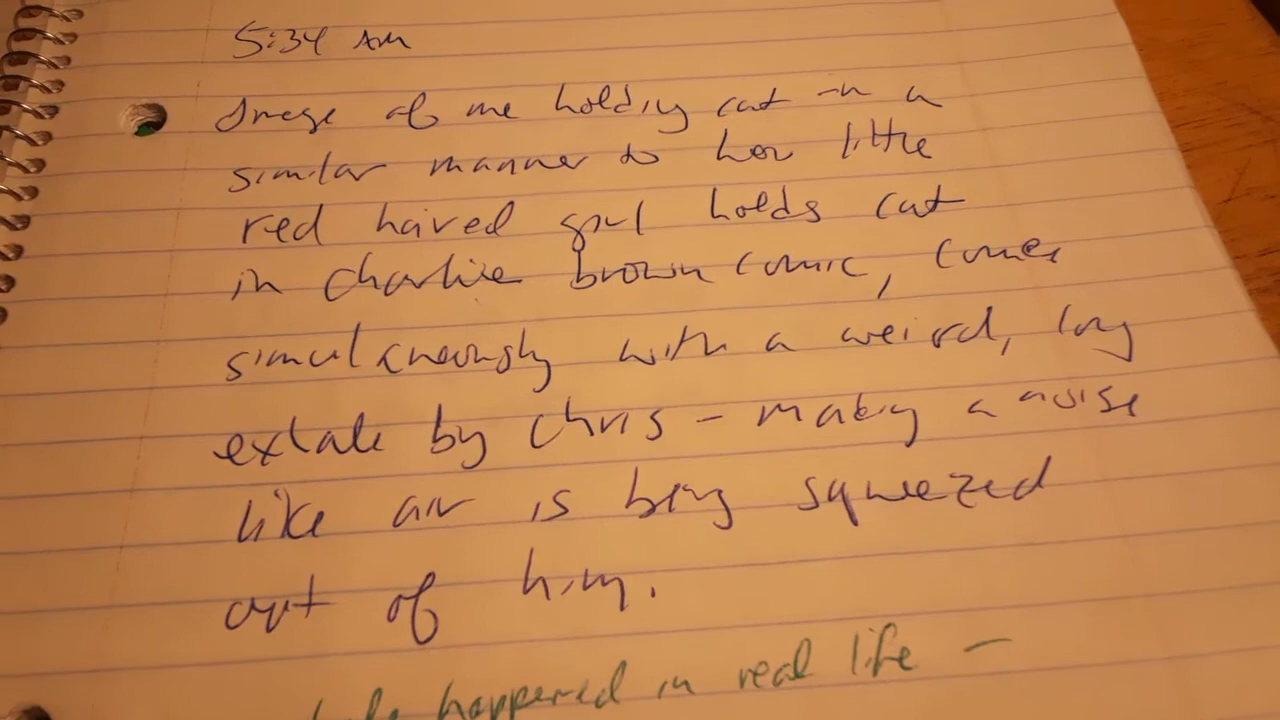 5:34 AM
Image of me holding cat in a
similar manner to how little
red haired girl holds cat
in charlie brown comic, comes
simultaneously with a weird, long
exhale by Chris - making a noise
like air is being squeezed
out of him.
happened in real life -